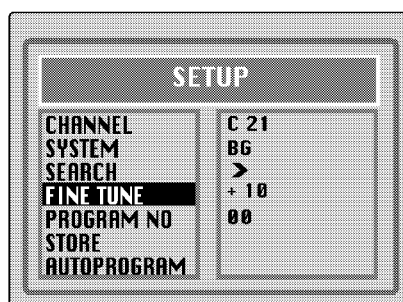 SETUP
CHANNEL C 21
SYSTEM BG
SEARCH >
FINE TUNE + 10
PROGRAM NO 00
STORE
AUTOPROGRAM